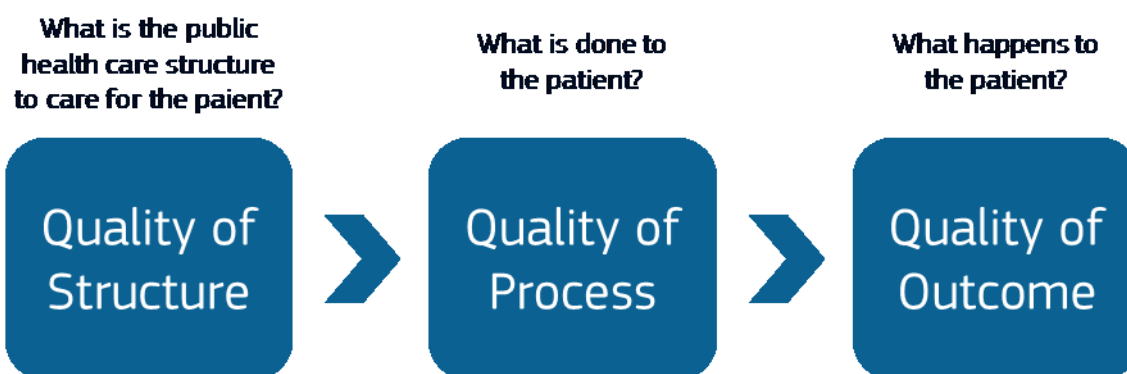 What is the public
health care structure
to care for the paient?
Quality of
Structure
What is done to
the patient?
Quality of
Process
What happens to
the patient?
Quality of
Outcome